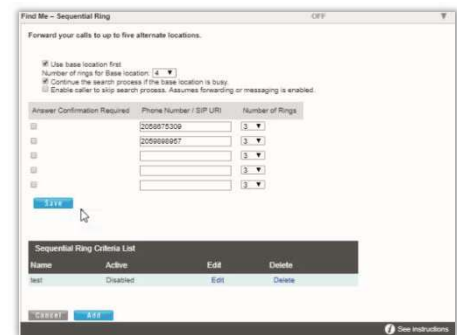 Find Me – Sequential Ring OFF
Forward your calls to up to five alternate locations.
Use base location first
Number of rings for Base location: 4
Continue the search process if the base location is busy.
Enable caller to skip search process. Assumes forwarding or messaging is enabled.
Answer Confirmation Required Phone Number / SIP URI Number of Rings
2058675309 3
3
3
3
3
Save
Sequential Ring Criteria List
Name Active Edit Delete
test Disabled Edit Delete
Cancel Add
See instructions